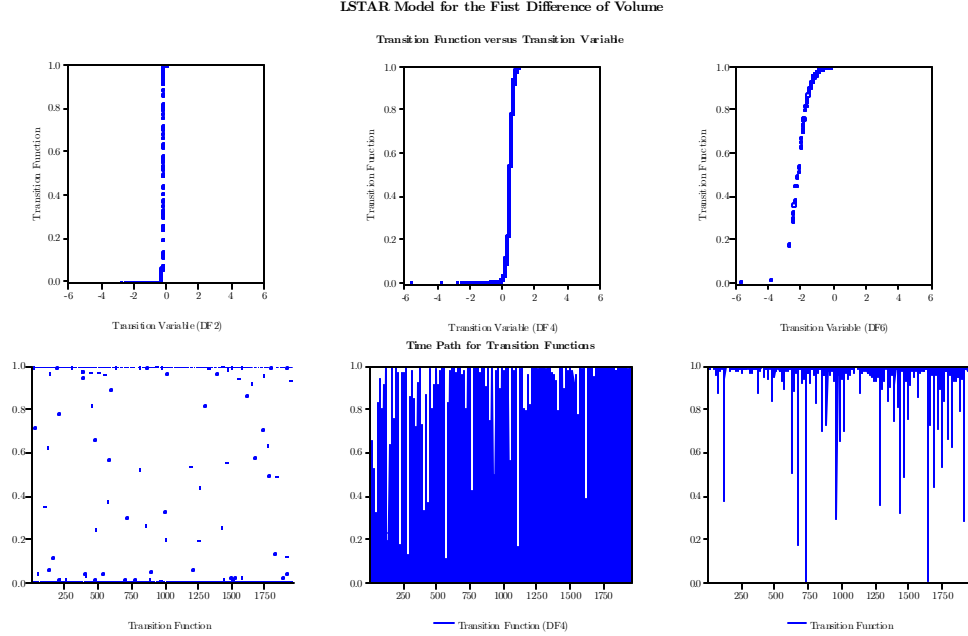 LSTAR Model for the First Difference of Volume
Transition Function versus Transition Variable
1.0
0.8
0.6
0.4
0.2
0.0
Transition Function
-6 -4 -2 0 2 4 6
Transition Variable (DF2)
1.0
0.8
0.6
0.4
0.2
0.0
Transition Function
-6 -4 -2 0 2 4 6
Transition Variable (DF4)
1.0
0.8
0.6
0.4
0.2
0.0
Transition Function
-6 -4 -2 0 2 4 6
Transition Variable (DF6)
Time Path for Transition Functions
1.0
0.8
0.6
0.4
0.2
0.0
250 500 750 1000 1250 1500 1750
Transition Function
1.0
0.8
0.6
0.4
0.2
0.0
250 500 750 1000 1250 1500 1750
Transition Function (DF4)
1.0
0.8
0.6
0.4
0.2
0.0
250 500 750 1000 1250 1500 1750
Transition Function